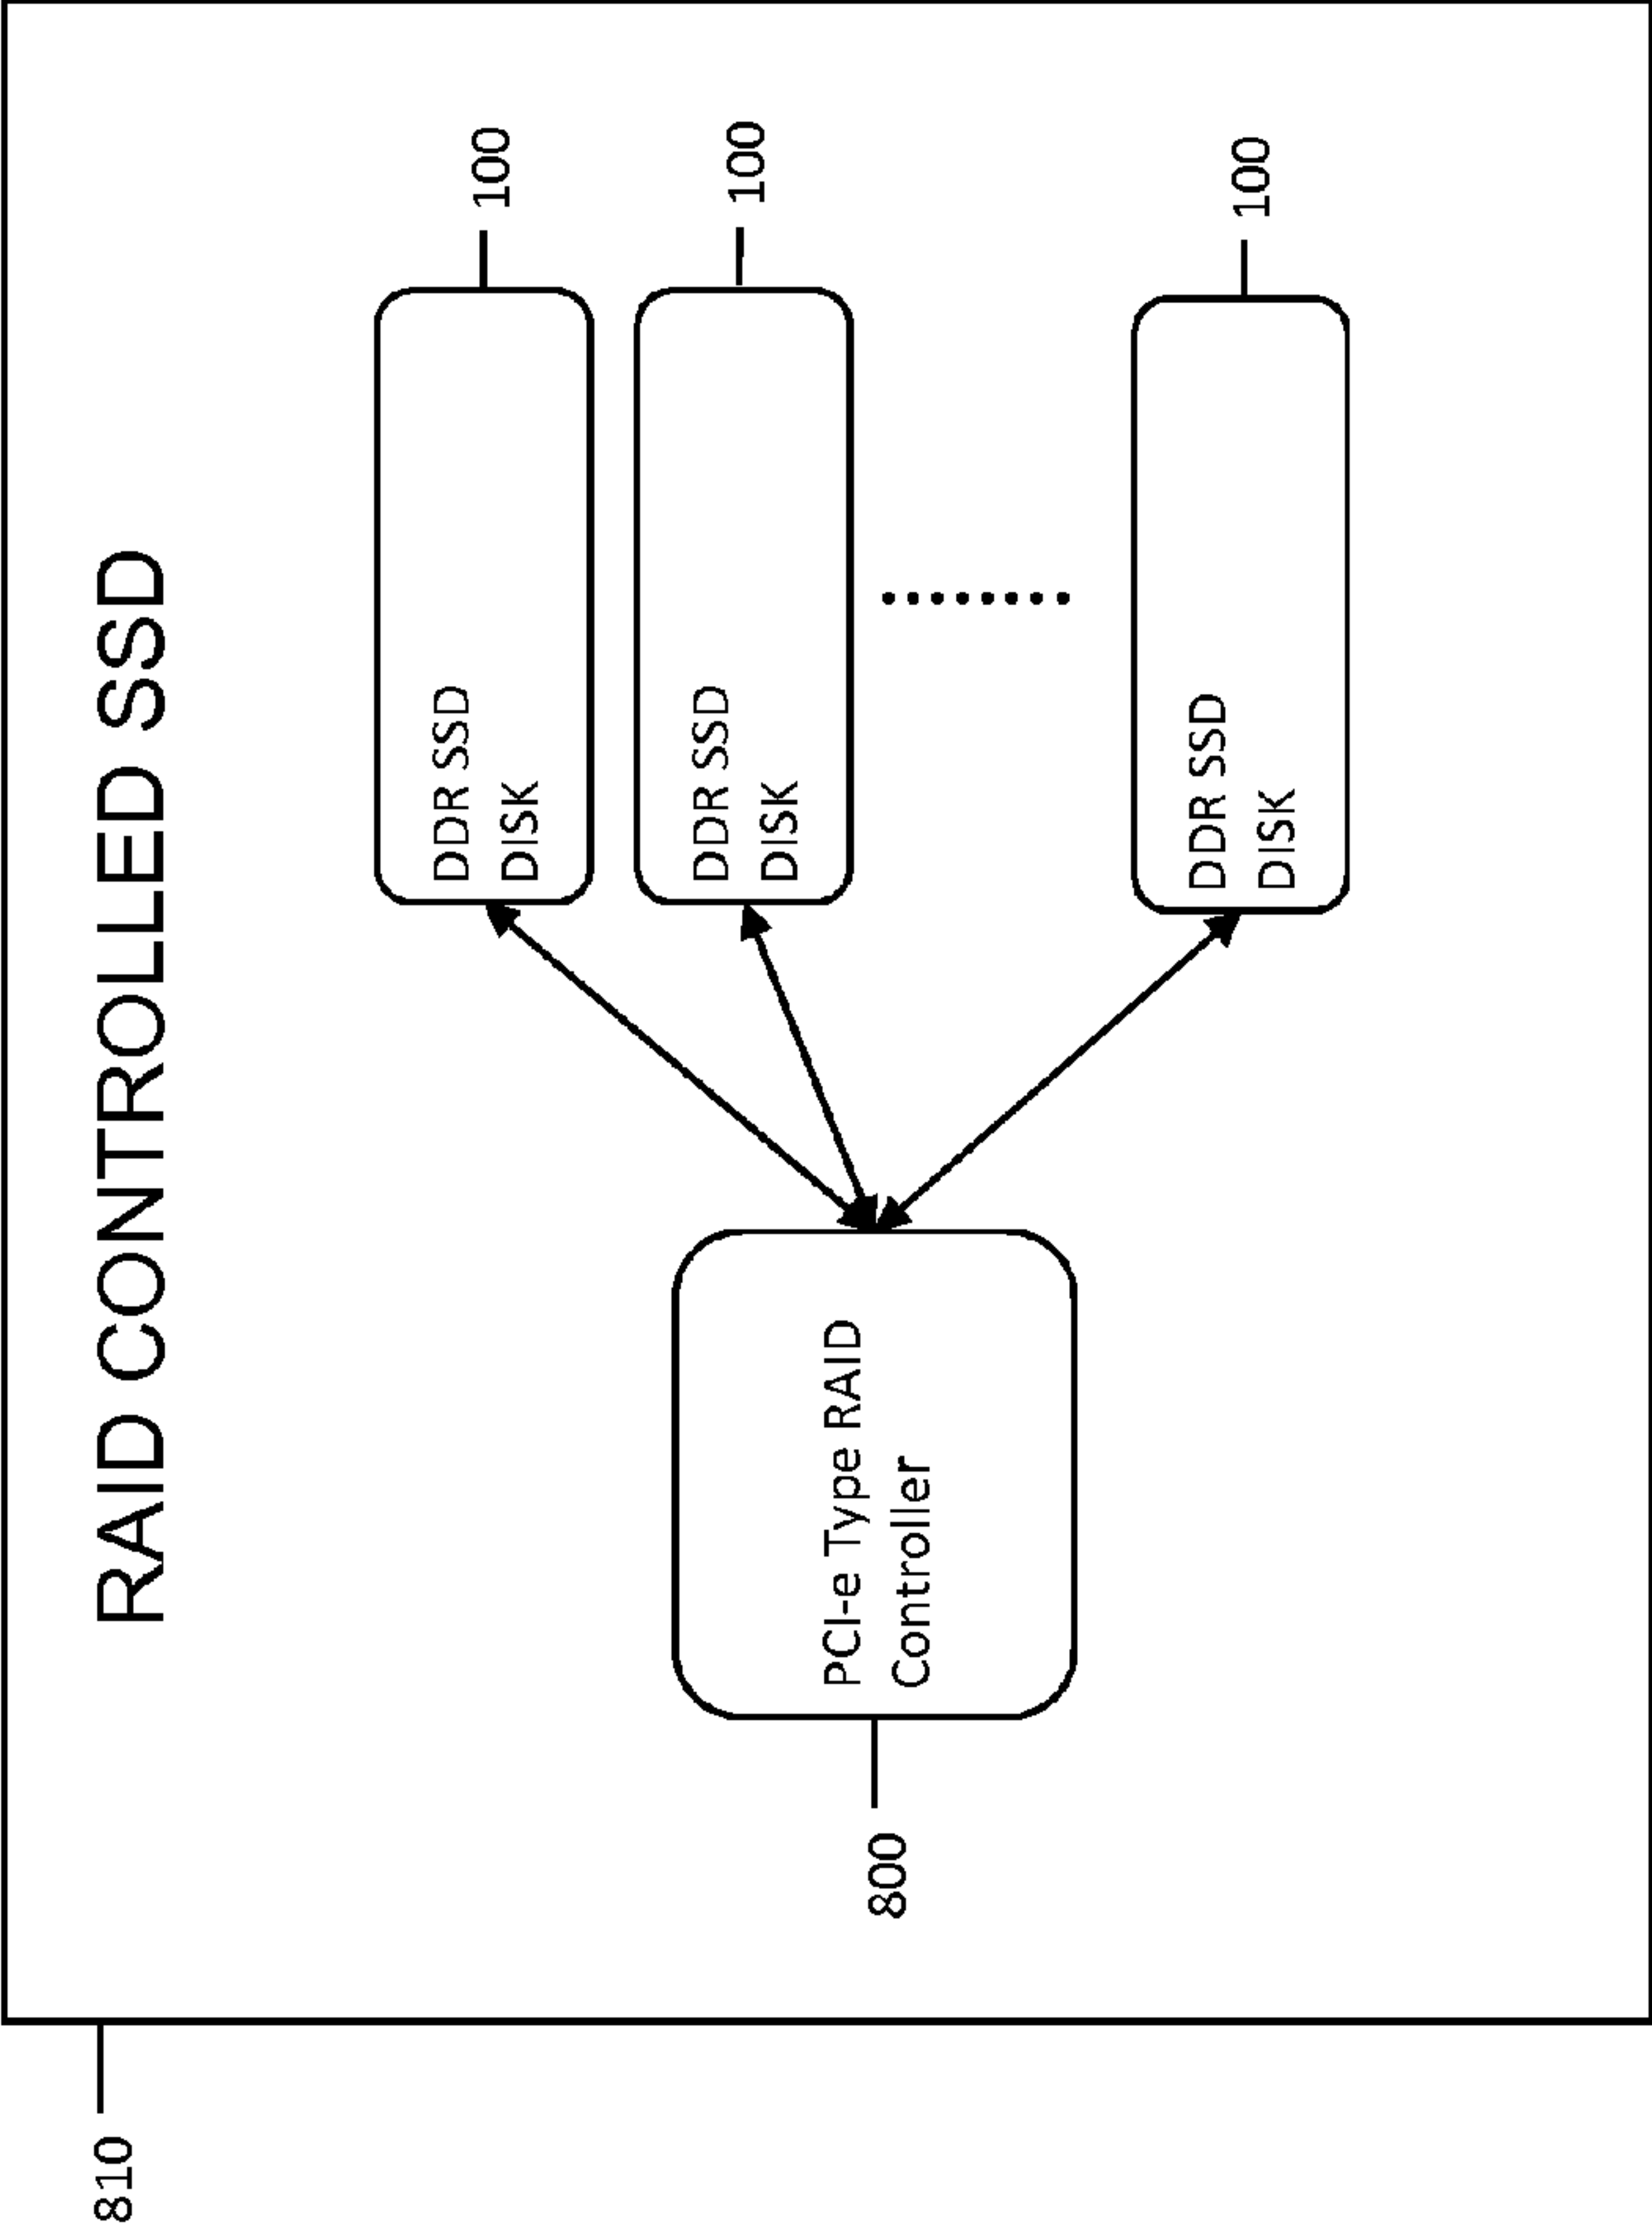 RAID CONTROLLED SSD
810
DDR SSD
DISK
100
DDR SSD
DISK
100
PCI-e Type RAID
Controller
800
DDR SSD
DISK
100